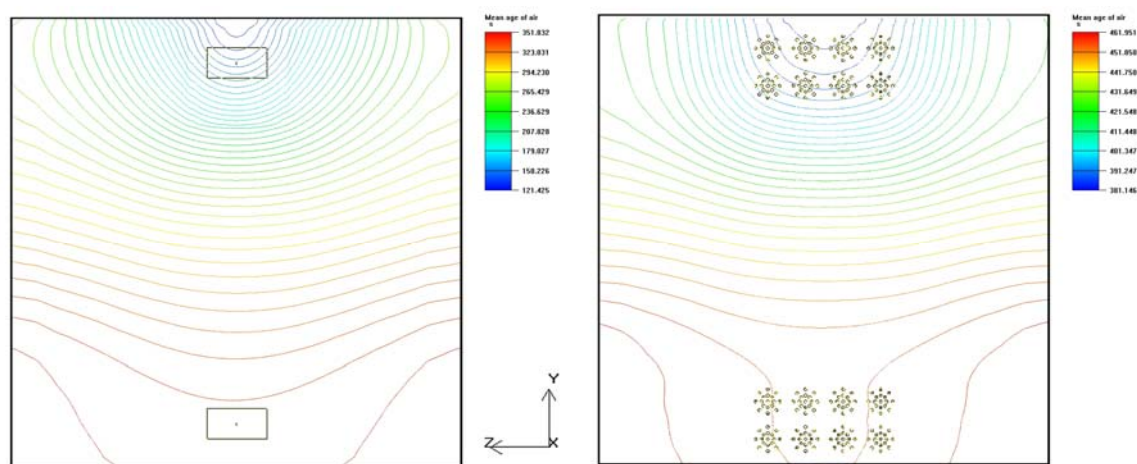 Mean age of air
s
351.832
323.031
294.230
265.429
236.629
207.828
179.027
150.226
121.425
Mean age of air
s
461.951
451.850
441.750
431.649
421.548
411.448
401.347
391.247
381.146
Y
Z
X